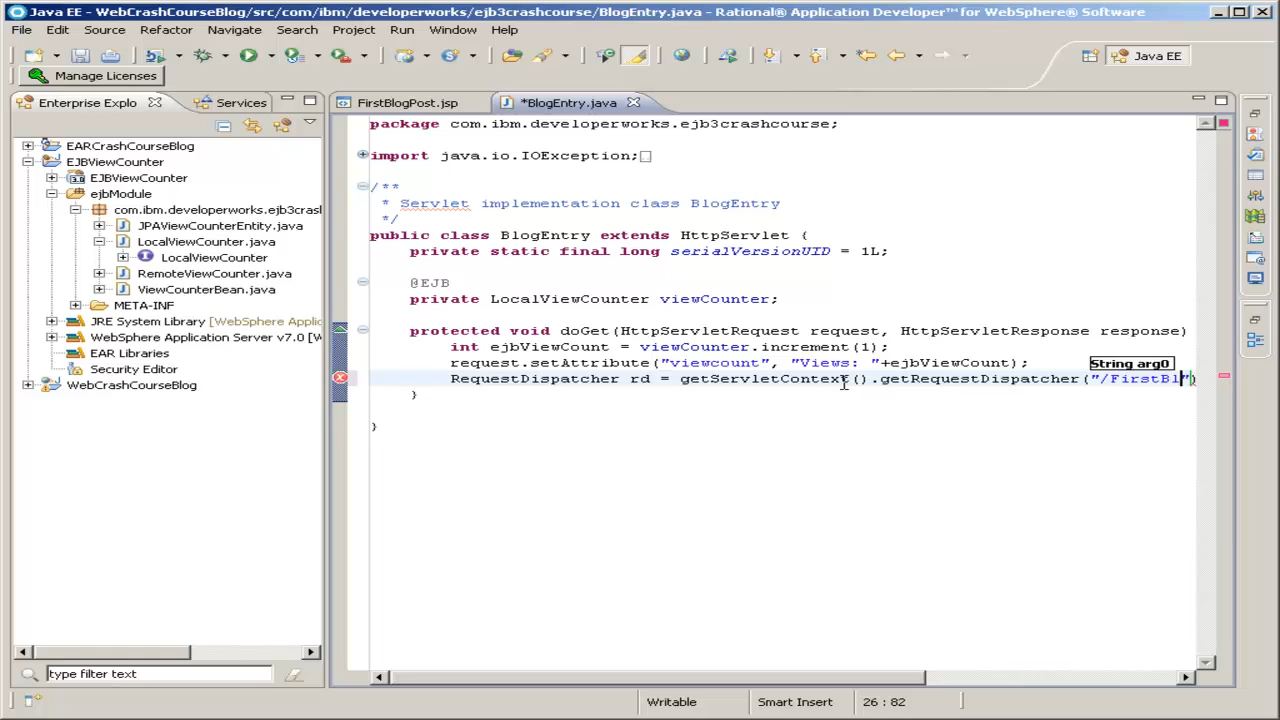 Java EE - WebCrashCourseBlog/src/com/ibm/developerworks/ejb3crashcourse/BlogEntry.java - Rational® Application Developer™ for WebSphere® Software
File Edit Source Refactor Navigate Search Project Run Window Help
Java EE
Manage Licenses
Enterprise Explo
Services
FirstBlogPost.jsp
*BlogEntry.java
EARCrashCourseBlog
EJBViewCounter
EJBViewCounter
ejbModule
com.ibm.developerworks.ejb3crash
JPAViewCounterEntity.java
LocalViewCounter.java
LocalViewCounter
RemoteViewCounter.java
ViewCounterBean.java
META-INF
JRE System Library [WebSphere Applic
WebSphere Application Server v7.0 [W
EAR Libraries
Security Editor
WebCrashCourseBlog
type filter text
package com.ibm.developerworks.ejb3crashcourse;
import java.io.IOException;
/**
* Servlet implementation class BlogEntry
*/
public class BlogEntry extends HttpServlet {
private static final long serialVersionUID = 1L;
@EJB
private LocalViewCounter viewCounter;
protected void doGet(HttpServletRequest request, HttpServletResponse response)
int ejbViewCount = viewCounter.increment(1);
request.setAttribute("viewcount", "Views: "+ejbViewCount);
String arg0
RequestDispatcher rd = getServletContext().getRequestDispatcher("/FirstBl")
}
}
Writable
Smart Insert
26 : 82